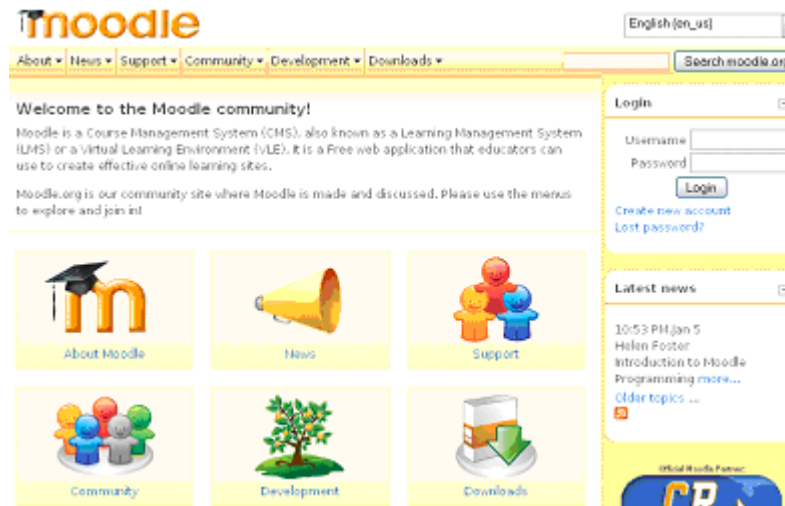 moodle
English (en_us)
About News Support Community Development Downloads
Search moodle.org
Welcome to the Moodle community!
Moodle is a Course Management System (CMS), also known as a Learning Management System
(LMS) or a Virtual Learning Environment (VLE). It is a Free web application that educators can
use to create effective online learning sites.
Moodle.org is our community site where Moodle is made and discussed. Please use the menus
to explore and join in!
m
About Moodle
News
Support
Community
Development
Downloads
Login
Username
Password
Login
Create new account
Lost password?
Latest news
10:53 PM, Jan 5
Helen Foster
Introduction to Moodle
Programming more...
Older topics ...
Official Moodle Partner:
CR